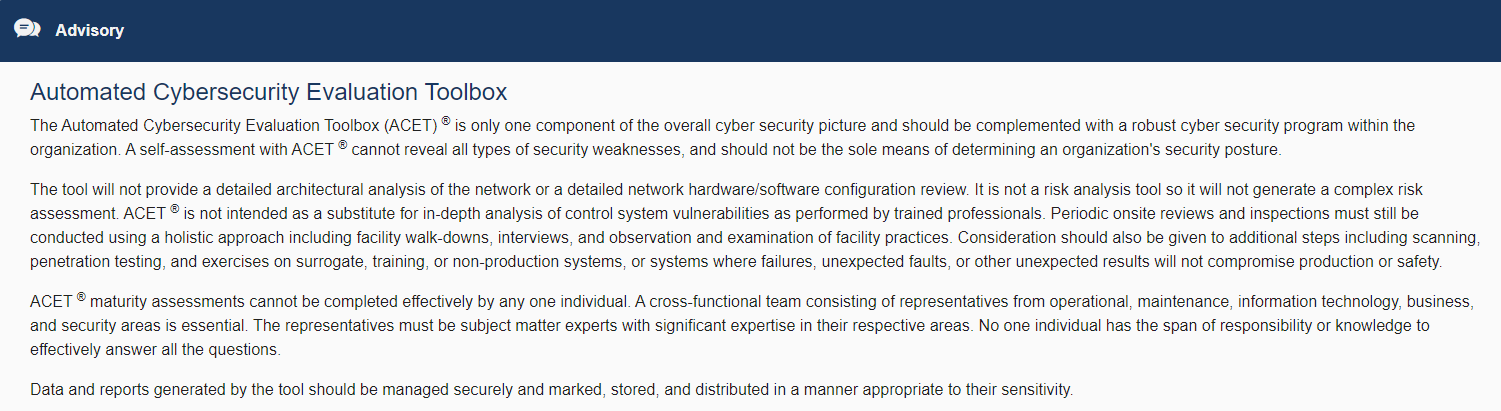 Advisory
Automated Cybersecurity Evaluation Toolbox
The Automated Cybersecurity Evaluation Toolbox (ACET) ® is only one component of the overall cyber security picture and should be complemented with a robust cyber security program within the
organization. A self-assessment with ACET ® cannot reveal all types of security weaknesses, and should not be the sole means of determining an organization's security posture.
The tool will not provide a detailed architectural analysis of the network or a detailed network hardware/software configuration review. It is not a risk analysis tool so it will not generate a complex risk
assessment. ACET ® is not intended as a substitute for in-depth analysis of control system vulnerabilities as performed by trained professionals. Periodic onsite reviews and inspections must still be
conducted using a holistic approach including facility walk-downs, interviews, and observation and examination of facility practices. Consideration should also be given to additional steps including scanning,
penetration testing, and exercises on surrogate, training, or non-production systems, or systems where failures, unexpected faults, or other unexpected results will not compromise production or safety.
ACET ® maturity assessments cannot be completed effectively by any one individual. A cross-functional team consisting of representatives from operational, maintenance, information technology, business,
and security areas is essential. The representatives must be subject matter experts with significant expertise in their respective areas. No one individual has the span of responsibility or knowledge to
effectively answer all the questions.
Data and reports generated by the tool should be managed securely and marked, stored, and distributed in a manner appropriate to their sensitivity.